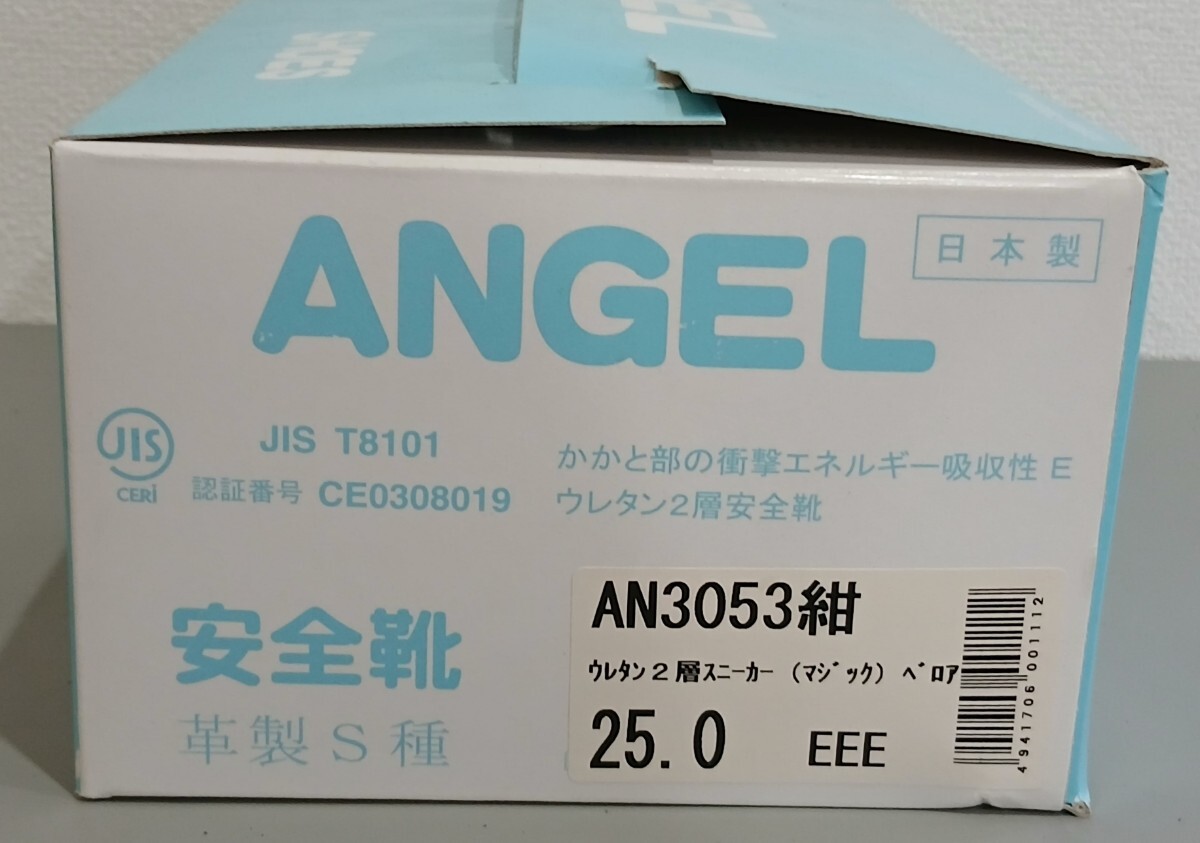 SHOES
ANGEL
日本製
JIS
CERI
JIS T8101
認証番号 CE0308019
かかと部の衝撃エネルギー吸収性 E
ウレタン2層安全靴
安全靴
革製S種
AN3053紺
ｳﾚﾀﾝ2層ｽﾆｰｶｰ (ﾏｼﾞｯｸ) ﾍﾞﾛｱ
25.0 EEE
4941706001112